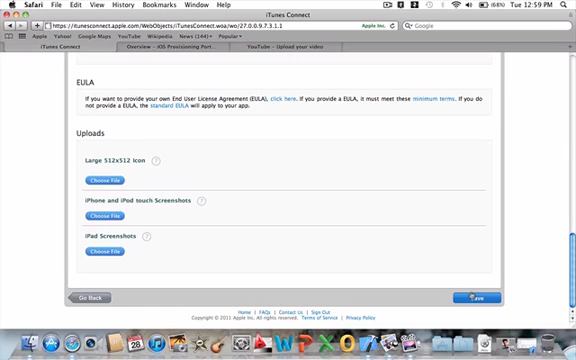 Safari File Edit View History Bookmarks Window Help
(68%) Tue 12:59 PM
iTunes Connect
https://itunesconnect.apple.com/WebObjects/iTunesConnect.woa/wo/27.0.0.9.7.3.1.1
Apple Inc.
Google
Apple Yahoo! Google Maps YouTube Wikipedia News (144) Popular
iTunes Connect
Overview - iOS Provisioning Port...
YouTube - Upload your video
EULA
If you want to provide your own End User License Agreement (EULA), click here. If you provide a EULA, it must meet these minimum terms. If you do
not provide a EULA, the standard EULA will apply to your app.
Uploads
Large 512x512 Icon ?
Choose File
iPhone and iPod touch Screenshots ?
Choose File
iPad Screenshots ?
Choose File
Go Back
Save
Home | FAQs | Contact Us | Sign Out
Copyright © 2011 Apple Inc. All rights reserved. Terms of Service | Privacy Policy